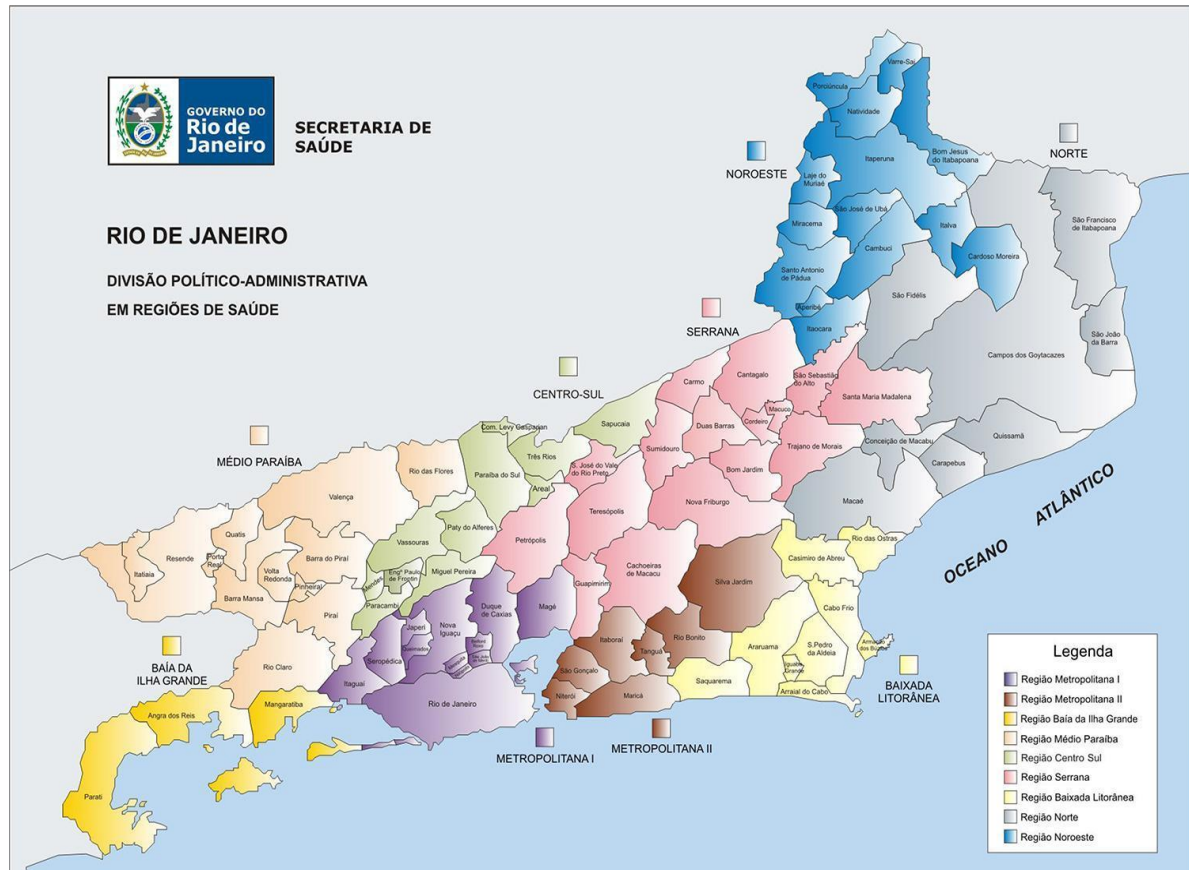 GOVERNO DO
Rio de
Janeiro
SECRETARIA DE
SAÚDE
RIO DE JANEIRO
DIVISÃO POLÍTICO-ADMINISTRATIVA
EM REGIÕES DE SAÚDE
NOROESTE
NORTE
SERRANA
CENTRO-SUL
MÉDIO PARAÍBA
BAÍA DA
ILHA GRANDE
METROPOLITANA I
METROPOLITANA II
BAIXADA
LITORÂNEA
OCEANO
ATLÂNTICO
Varre-Sai
Porciúncula
Natividade
Itaperuna
Bom Jesus
do Itabapoana
Laje do
Muriaé
Miracema
São José de Ubá
Cambuci
Italva
Cardoso Moreira
Santo Antonio
de Pádua
Aperibé
Itaocara
São Francisco
de Itabapoana
São Fidélis
São João
da Barra
Campos dos Goytacazes
Quissamã
Conceição de Macabu
Carapebus
Macaé
Carmo
Cantagalo
São Sebastião
do Alto
Santa Maria Madalena
Macuco
Cordeiro
Duas Barras
Sumidouro
Trajano de Morais
Bom Jardim
Nova Friburgo
S. José do Vale
do Rio Preto
Teresópolis
Petrópolis
Cachoeiras
de Macacu
Guapimirim
Sapucaia
Com. Levy Gasparian
Três Rios
Paraíba do Sul
Areal
Paty do Alferes
Vassouras
Miguel Pereira
Engº Paulo
de Frontin
Mendes
Paracambi
Rio das Flores
Valença
Quatis
Resende
Itatiaia
Porto
Real
Volta
Redonda
Barra do Piraí
Barra Mansa
Pinheiral
Piraí
Rio Claro
Duque
de Caxias
Magé
Nova
Iguaçu
Japeri
Queimados
Seropédica
Itaguaí
Rio de Janeiro
Silva Jardim
Rio Bonito
Itaboraí
Tanguá
São Gonçalo
Niterói
Maricá
Rio das Ostras
Casimiro de Abreu
Cabo Frio
Araruama
S.Pedro
da Aldeia
Iguaba
Grande
Armação
dos Búzios
Saquarema
Arraial do Cabo
Mangaratiba
Angra dos Reis
Parati
Legenda
Região Metropolitana I
Região Metropolitana II
Região Baía da Ilha Grande
Região Médio Paraíba
Região Centro Sul
Região Serrana
Região Baixada Litorânea
Região Norte
Região Noroeste